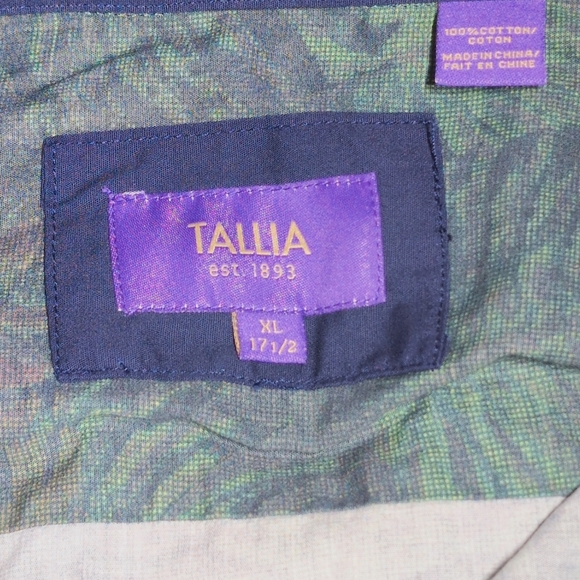 100% COTTON/
COTON
MADE IN CHINA/
FAIT EN CHINE
TALLIA
est. 1893
XL
17 1/2